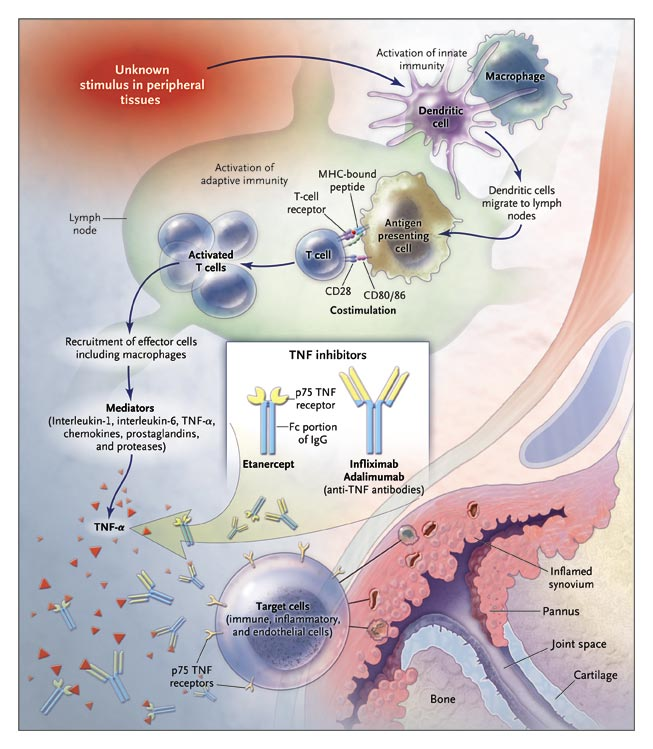 Unknown
stimulus in peripheral
tissues
Activation of innate
immunity
Macrophage
Dendritic
cell
Dendritic cells
migrate to lymph
nodes
Activation of
adaptive immunity
MHC-bound
peptide
T-cell
receptor
Lymph
node
Antigen
presenting
cell
T cell
Activated
T cells
CD28
CD80/86
Costimulation
Recruitment of effector cells
including macrophages
Mediators
(Interleukin-1, interleukin-6, TNF-α,
chemokines, prostaglandins,
and proteases)
TNF-α
TNF inhibitors
p75 TNF
receptor
Fc portion
of IgG
Etanercept
Infliximab
Adalimumab
(anti-TNF antibodies)
Target cells
(immune, inflammatory,
and endothelial cells)
p75 TNF
receptors
Inflamed
synovium
Pannus
Joint space
Cartilage
Bone